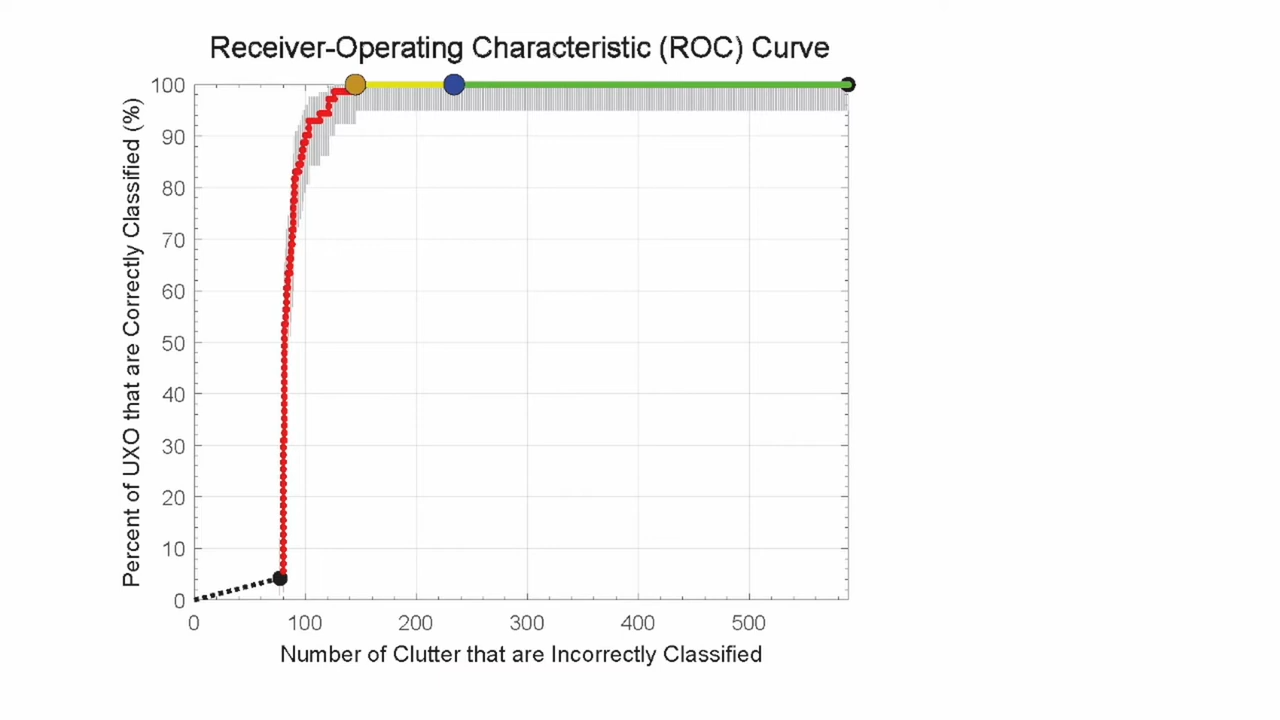 Receiver-Operating Characteristic (ROC) Curve
100
90
80
70
60
50
40
30
20
10
0
Percent of UXO that are Correctly Classified (%)
0 100 200 300 400 500
Number of Clutter that are Incorrectly Classified